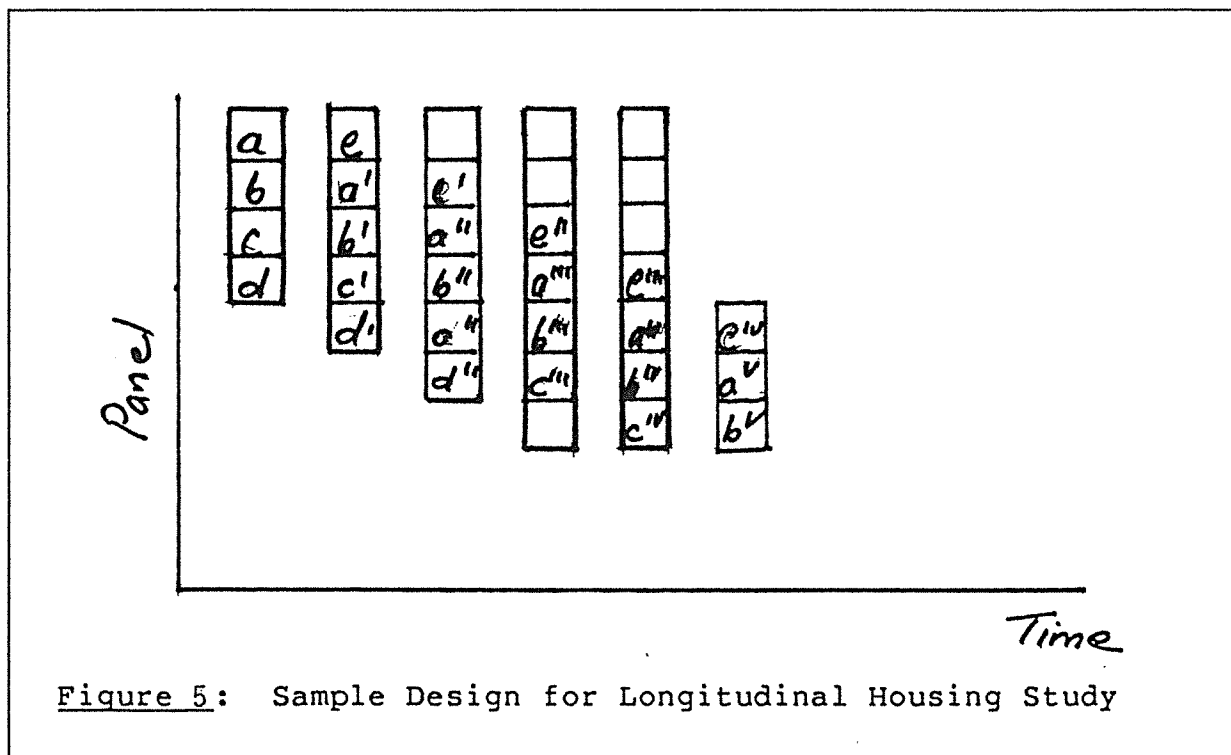 a e
b a' e'
c b' a'' e''
d c' b'' a''' e'''
d' b''' e'v
d'' c''' b'v a^v
c'v b^v
Panel
Time
Figure 5: Sample Design for Longitudinal Housing Study